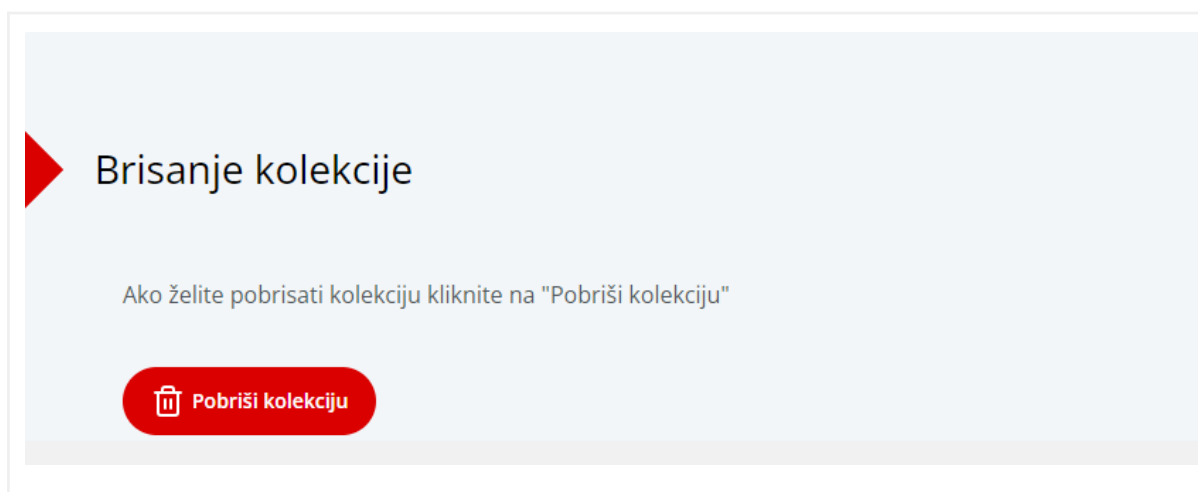 Brisanje kolekcije
Ako želite pobrisati kolekciju kliknite na "Pobriši kolekciju"
Pobriši kolekciju